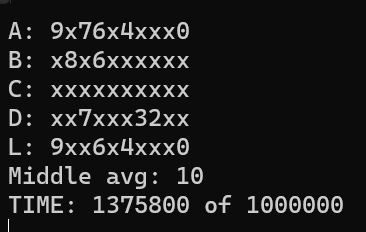 A: 9x76x4xxx0
B: x8x6xxxxxx
C: xxxxxxxxxx
D: xx7xxx32xx
L: 9xx6x4xxx0
Middle avg: 10
TIME: 1375800 of 1000000